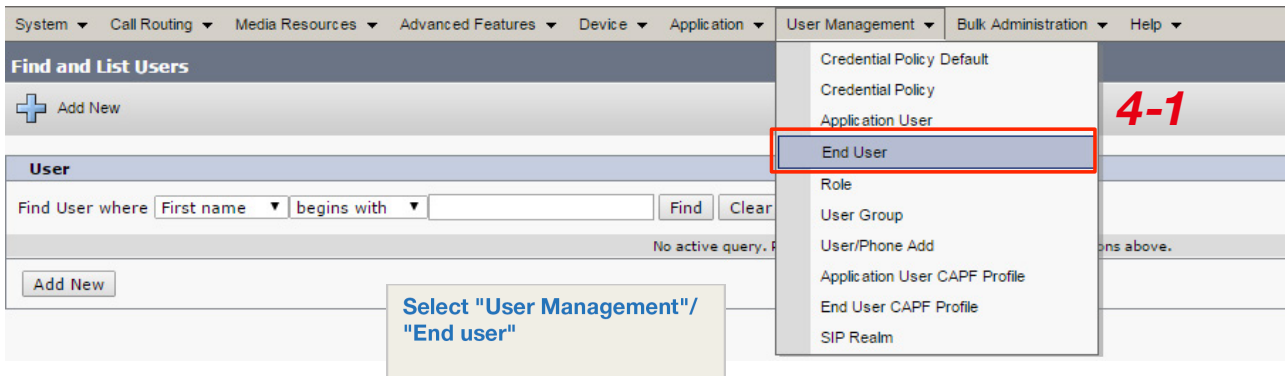 System Call Routing Media Resources Advanced Features Device Application User Management Bulk Administration Help
Find and List Users
Add New
User
Find User where First name begins with Find Clear
No active query.
ons above.
Add New
Credential Policy Default
Credential Policy
Application User
End User
Role
User Group
User/Phone Add
Application User CAPF Profile
End User CAPF Profile
SIP Realm
4-1
Select "User Management"/
"End user"